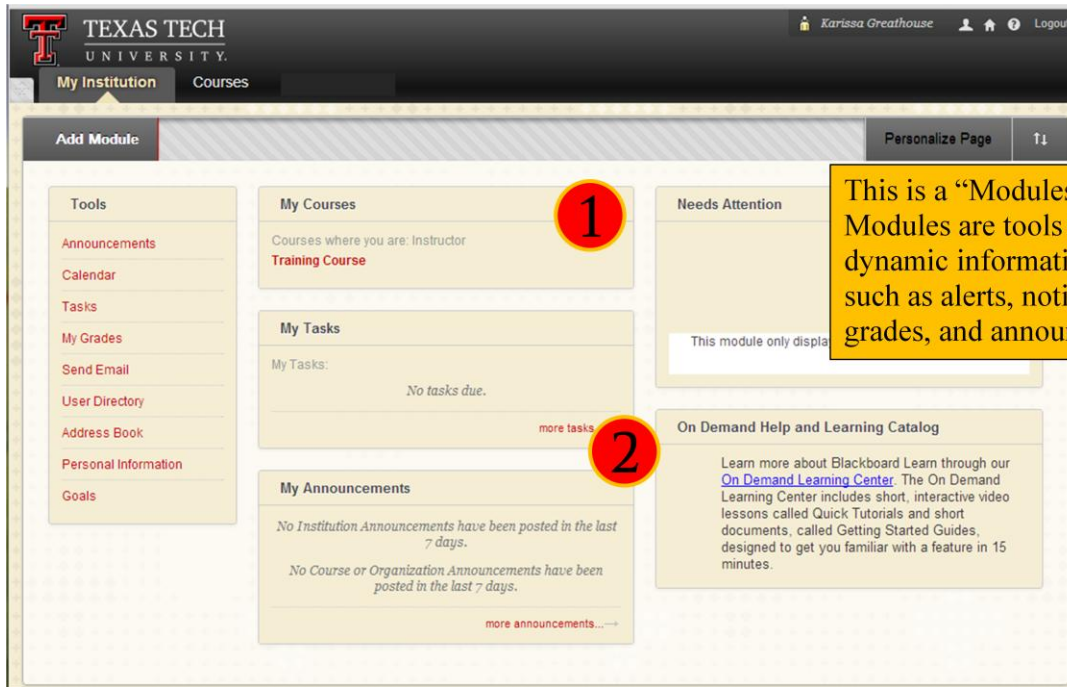 TEXAS TECH
UNIVERSITY.
Karissa Greathouse
Logout
My Institution
Courses
Add Module
Personalize Page
Tools
Announcements
Calendar
Tasks
My Grades
Send Email
User Directory
Address Book
Personal Information
Goals
My Courses
1
Courses where you are: Instructor
Training Course
My Tasks
My Tasks:
No tasks due.
more tasks
2
My Announcements
No Institution Announcements have been posted in the last
7 days.
No Course or Organization Announcements have been
posted in the last 7 days.
more announcements...
Needs Attention
This module only
This is a “Modules
Modules are tools
dynamic
such as alerts,
grades, and
On Demand Help and Learning Catalog
Learn more about Blackboard Learn through our
On Demand Learning Center. The On Demand
Learning Center includes short, interactive video
lessons called Quick Tutorials and short
documents, called Getting Started Guides,
designed to get you familiar with a feature in 15
minutes.